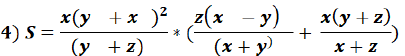 4) S = x(y + x )² / (y + z) * ( z(x - y) / (x + y) + x(y + z) / x + z